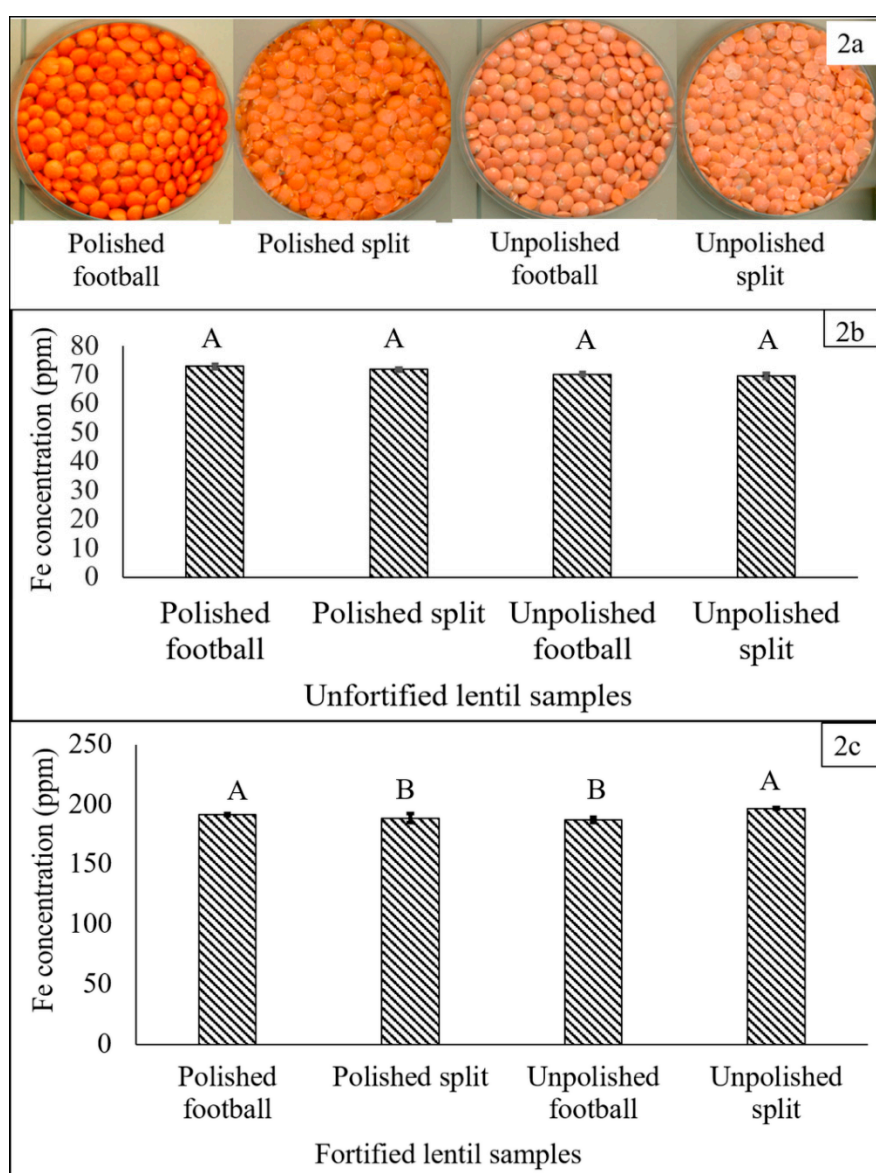 2a
Polished
football
Polished split
Unpolished
football
Unpolished
split
2b
Fe concentration (ppm)
80
70
60
50
40
30
20
10
0
A
A
A
A
Polished
football
Polished split
Unpolished
football
Unpolished
split
Unfortified lentil samples
2c
Fe concentration (ppm)
250
200
150
100
50
0
A
B
B
A
Polished
football
Polished split
Unpolished
football
Unpolished
split
Fortified lentil samples